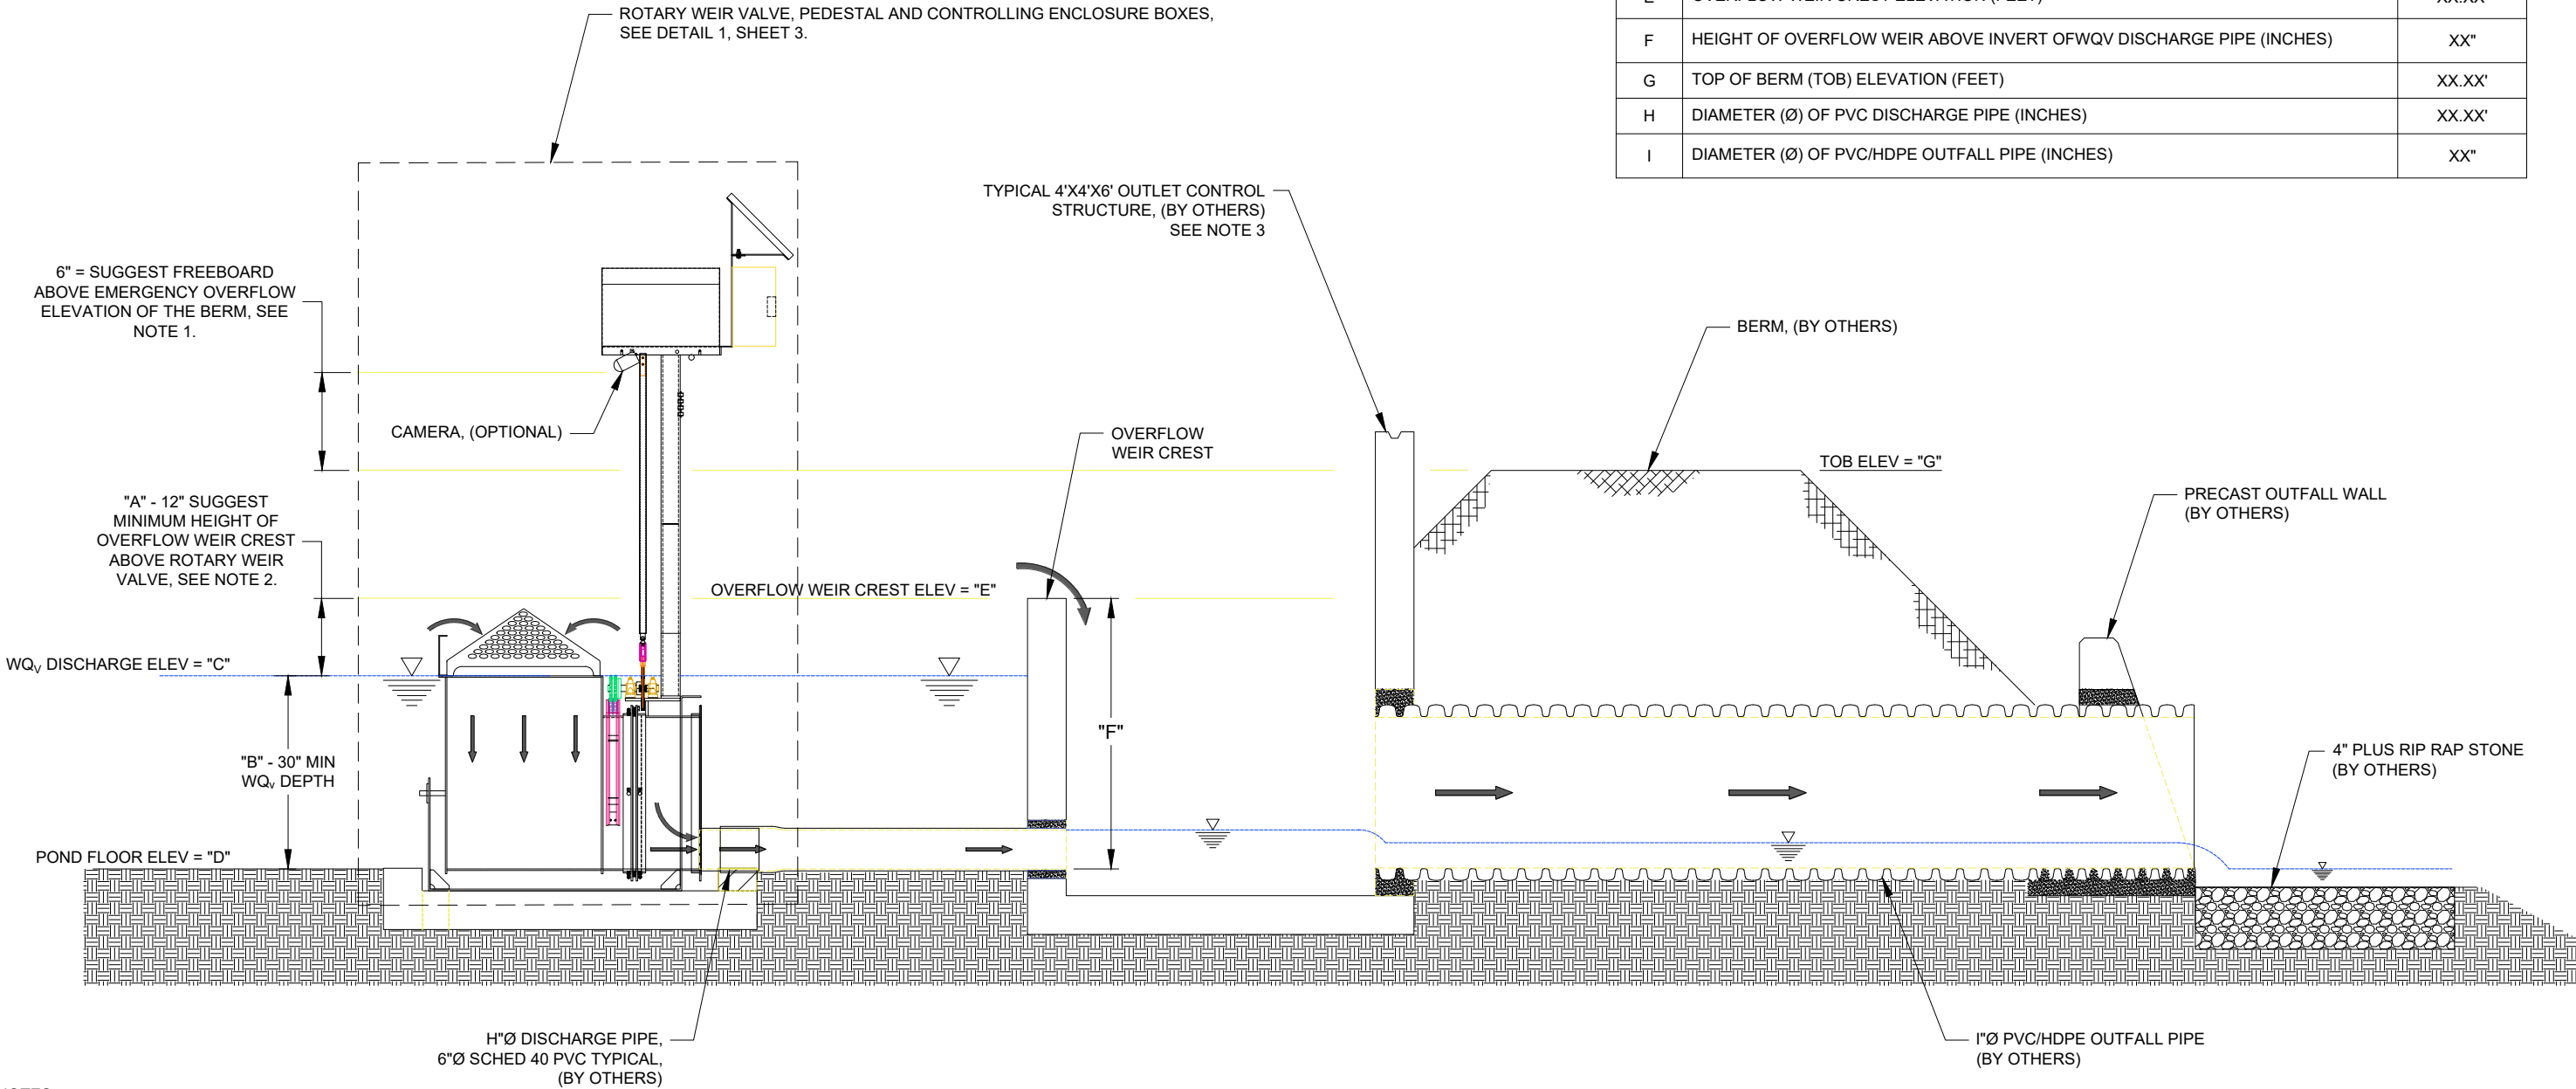 ROTARY WEIR VALVE, PEDESTAL AND CONTROLLING ENCLOSURE BOXES,
SEE DETAIL 1, SHEET 3.
E OVERFLOW WEIR CREST ELEVATION (FEET) XX.XX'
F HEIGHT OF OVERFLOW WEIR ABOVE INVERT OFWQV DISCHARGE PIPE (INCHES) XX"
G TOP OF BERM (TOB) ELEVATION (FEET) XX.XX'
H DIAMETER (Ø) OF PVC DISCHARGE PIPE (INCHES) XX.XX'
I DIAMETER (Ø) OF PVC/HDPE OUTFALL PIPE (INCHES) XX"
TYPICAL 4'X4'X6' OUTLET CONTROL
STRUCTURE, (BY OTHERS)
SEE NOTE 3
6" = SUGGEST FREEBOARD
ABOVE EMERGENCY OVERFLOW
ELEVATION OF THE BERM, SEE
NOTE 1.
BERM, (BY OTHERS)
CAMERA, (OPTIONAL)
OVERFLOW
WEIR CREST
TOB ELEV = "G"
"A" - 12" SUGGEST
MINIMUM HEIGHT OF
OVERFLOW WEIR CREST
ABOVE ROTARY WEIR
VALVE, SEE NOTE 2.
PRECAST OUTFALL WALL
(BY OTHERS)
OVERFLOW WEIR CREST ELEV = "E"
WQV DISCHARGE ELEV = "C"
"F"
"B" - 30" MIN
WQV DEPTH
4" PLUS RIP RAP STONE
(BY OTHERS)
POND FLOOR ELEV = "D"
H"Ø DISCHARGE PIPE,
6"Ø SCHED 40 PVC TYPICAL,
(BY OTHERS)
I"Ø PVC/HDPE OUTFALL PIPE
(BY OTHERS)